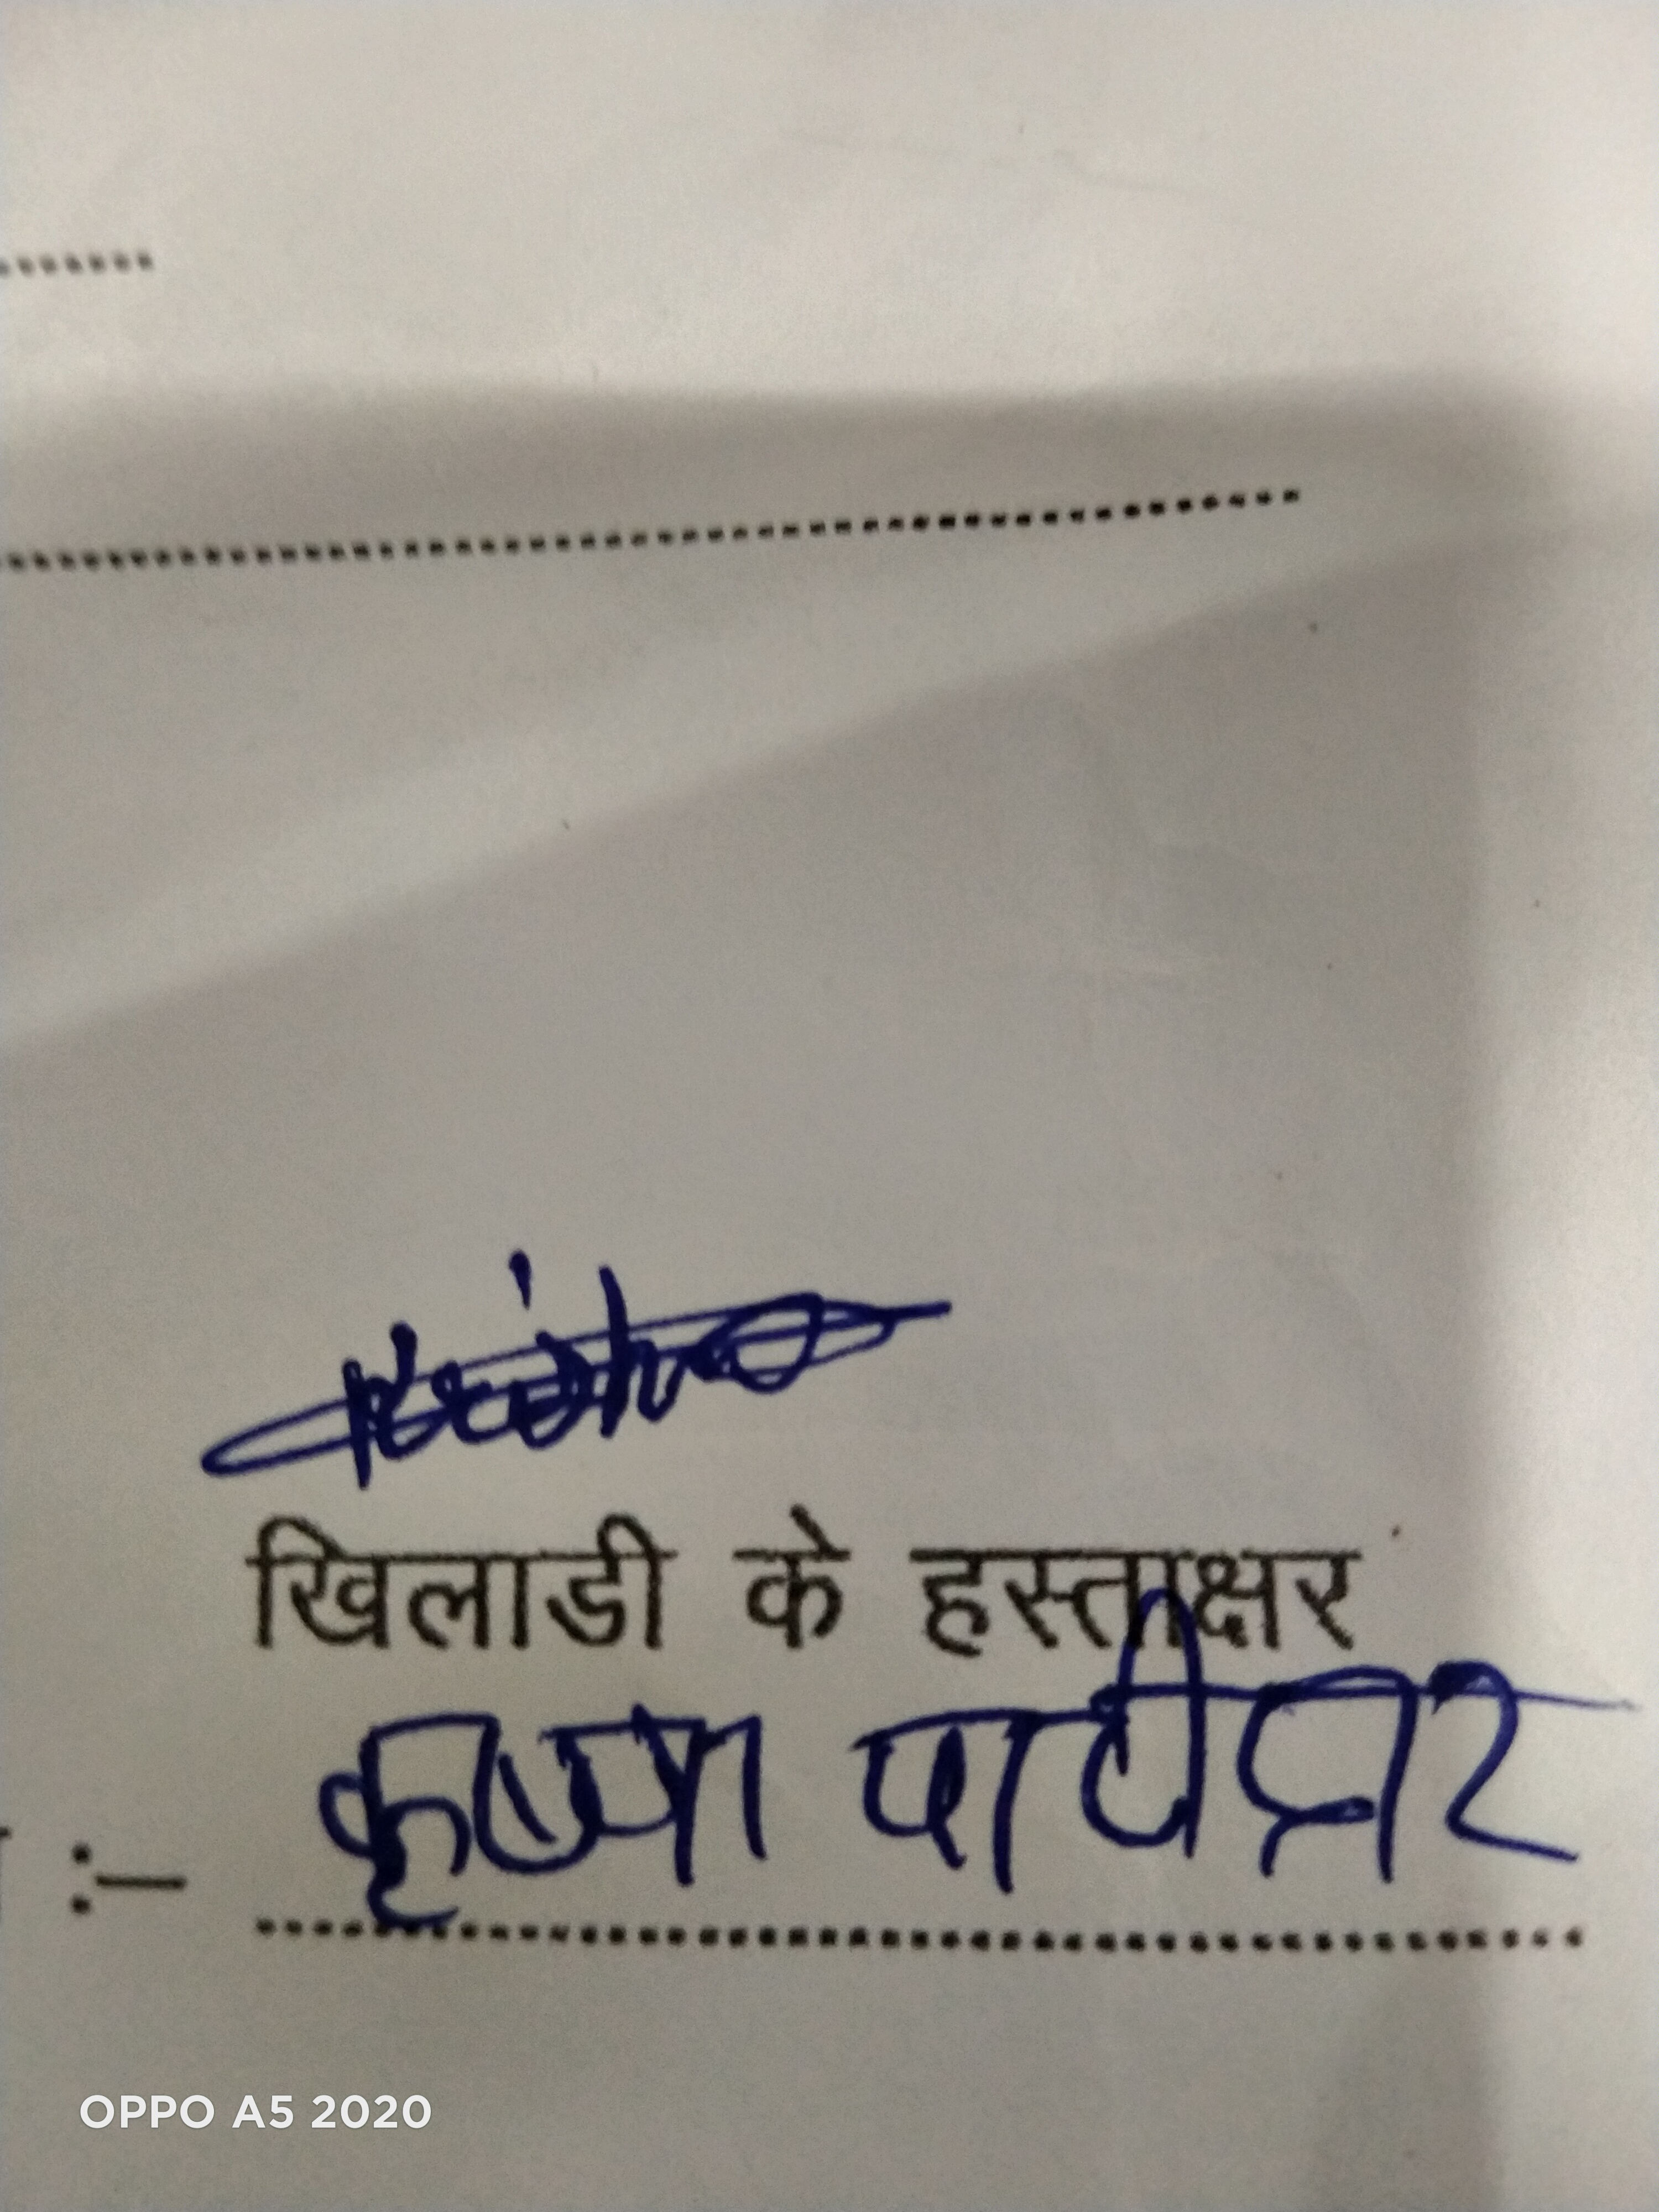 खिलाडी के हस्ताक्षर
:— कृष्णा पाटीदार
OPPO A5 2020